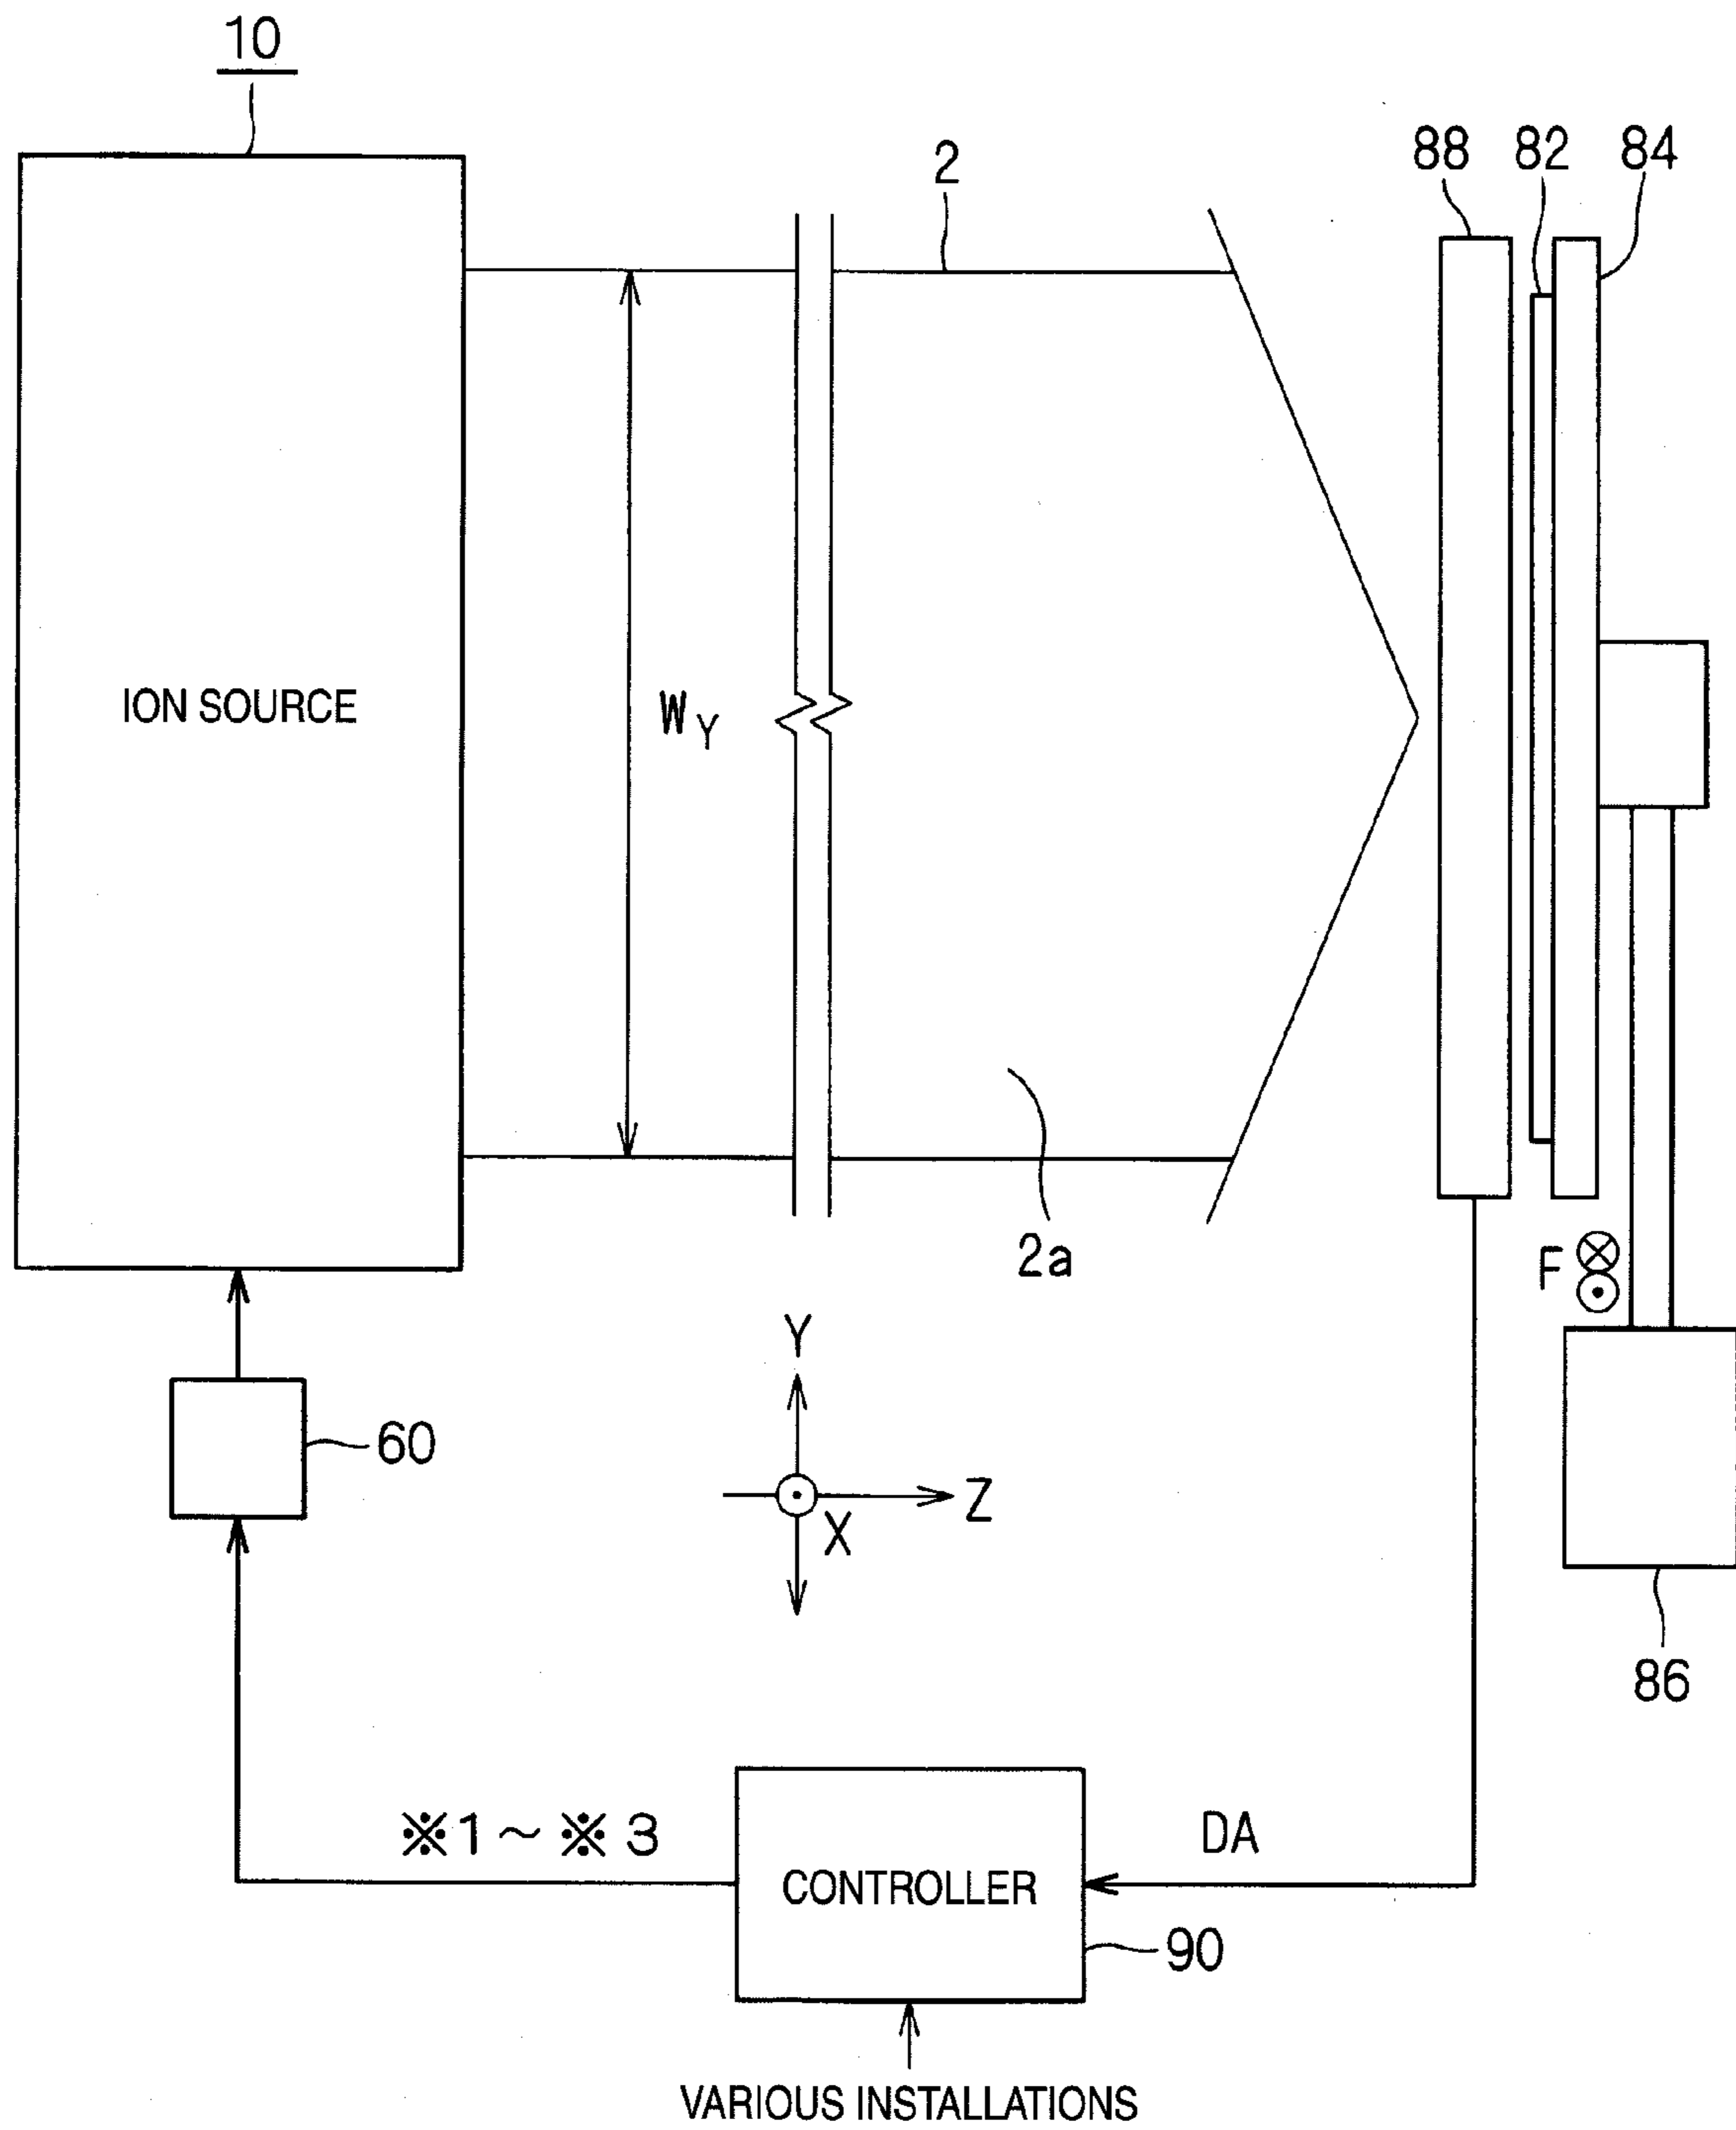 10
2
88 82 84
ION SOURCE
WY
2a
F
60
Y
Z
X
86
※1～※3
DA
CONTROLLER
90
VARIOUS INSTALLATIONS